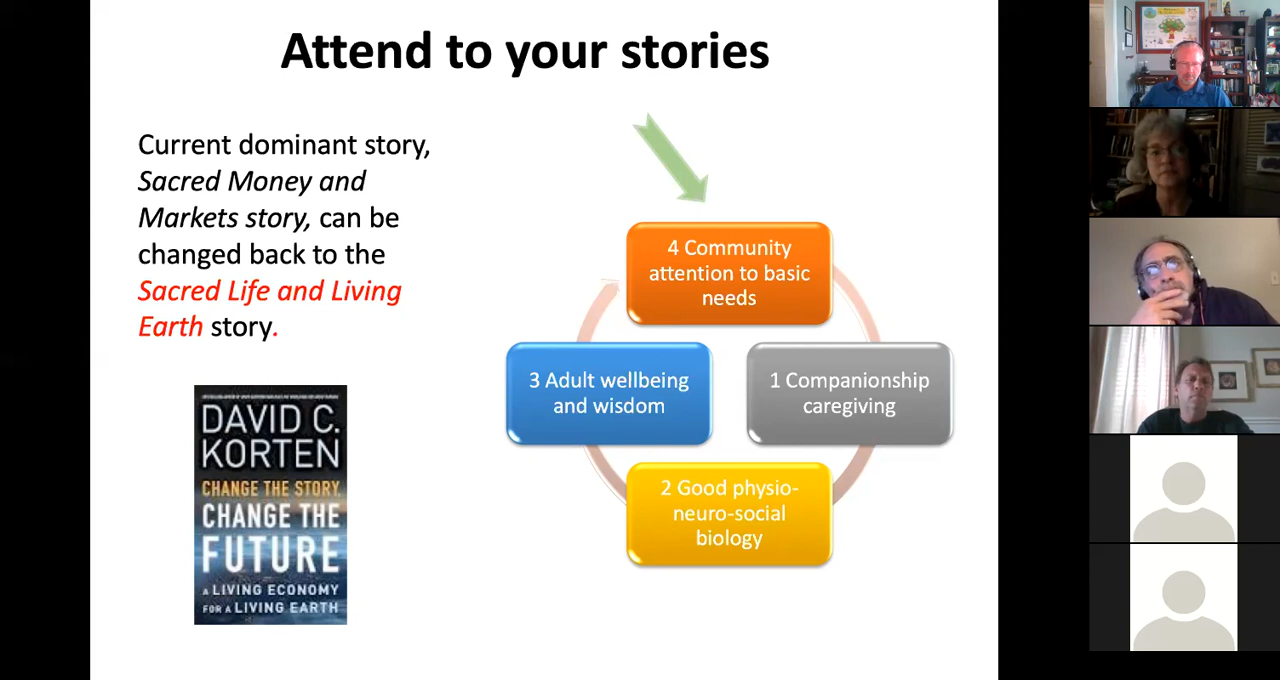 Attend to your stories
Current dominant story,
Sacred Money and
Markets story, can be
changed back to the
Sacred Life and Living
Earth story.
DAVID C.
KORTEN
CHANGE THE STORY,
CHANGE THE
FUTURE
A LIVING ECONOMY
FOR A LIVING EARTH
4 Community
attention to basic
needs
3 Adult wellbeing
and wisdom
1 Companionship
caregiving
2 Good physio-
neuro-social
biology